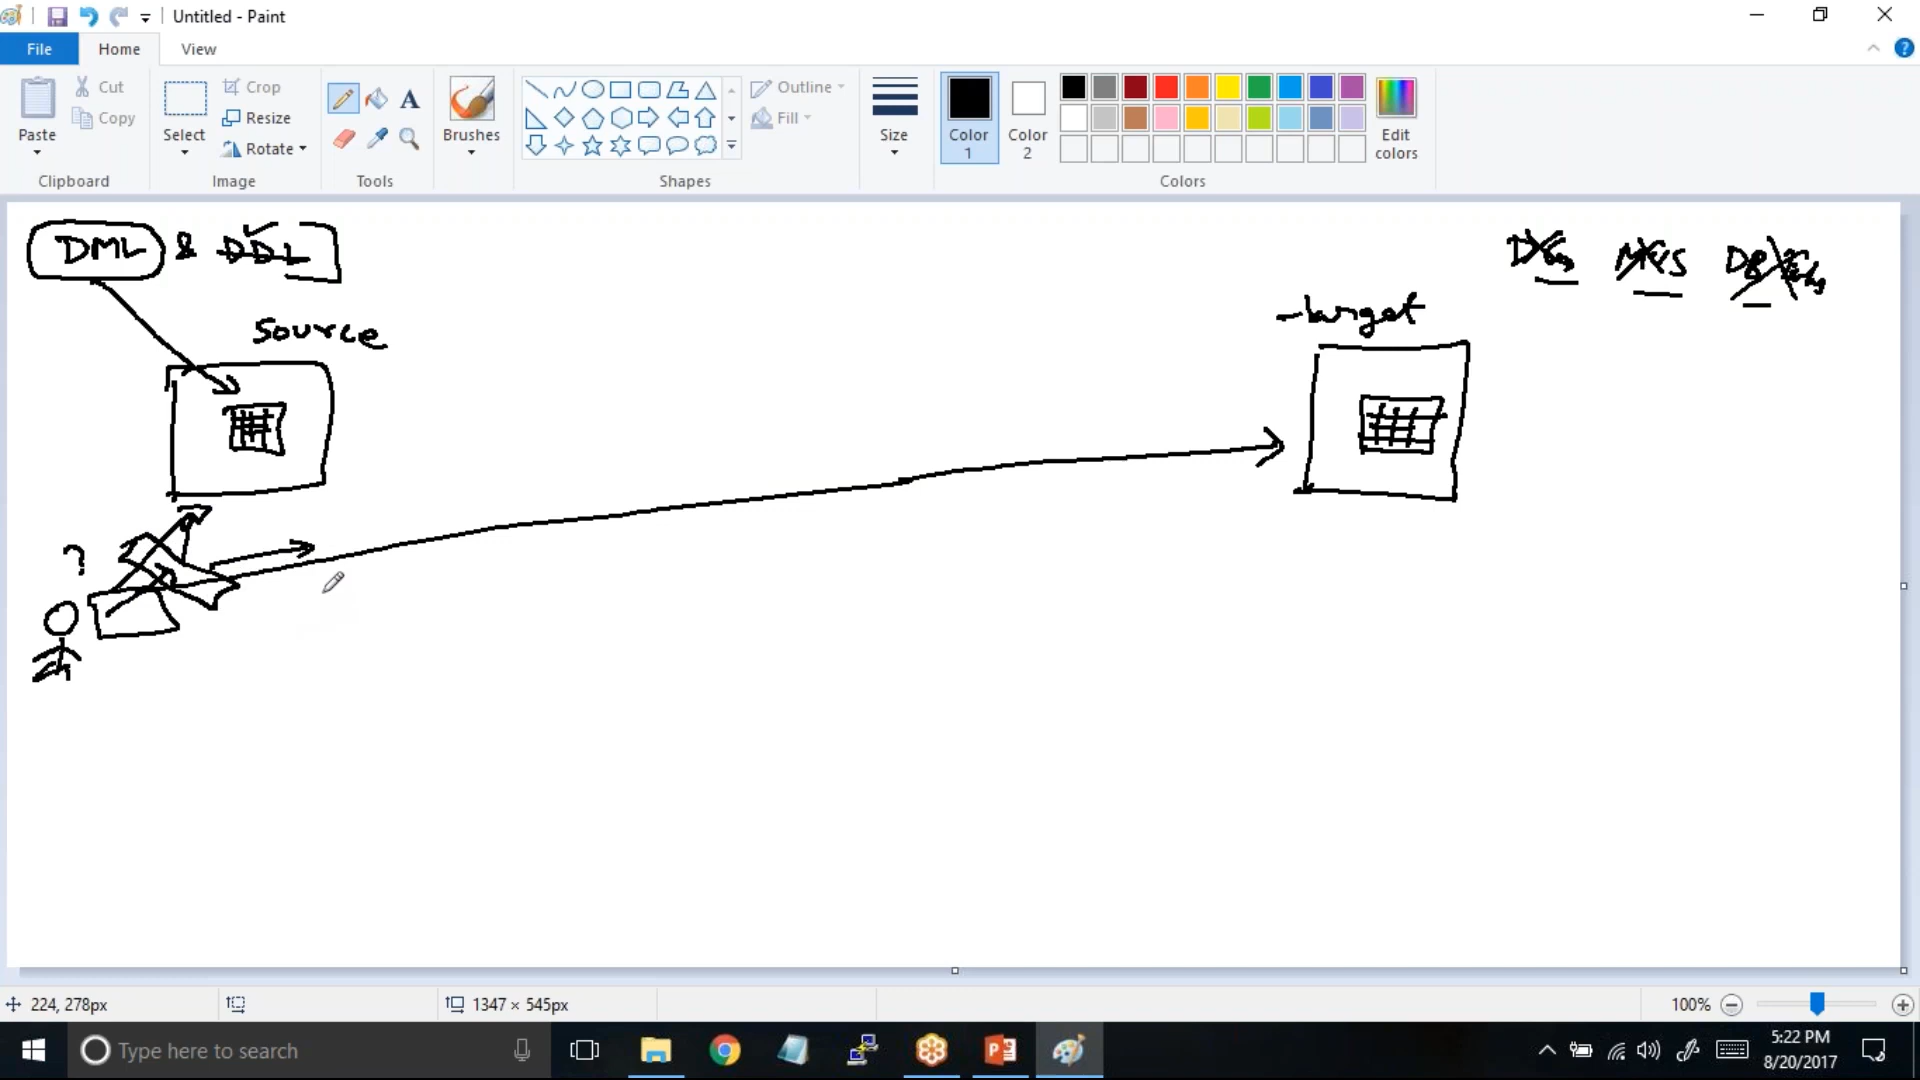 Untitled - Paint
File Home View
Paste
Cut
Copy
Clipboard
Select
Crop
Resize
Rotate
Image
A
Tools
Brushes
Shapes
Outline
Fill
Size
Color 1
Color 2
Edit colors
Colors
DML & DDL
Source
target
?
224, 278px
1347 × 545px
100%
Type here to search
5:22 PM
8/20/2017